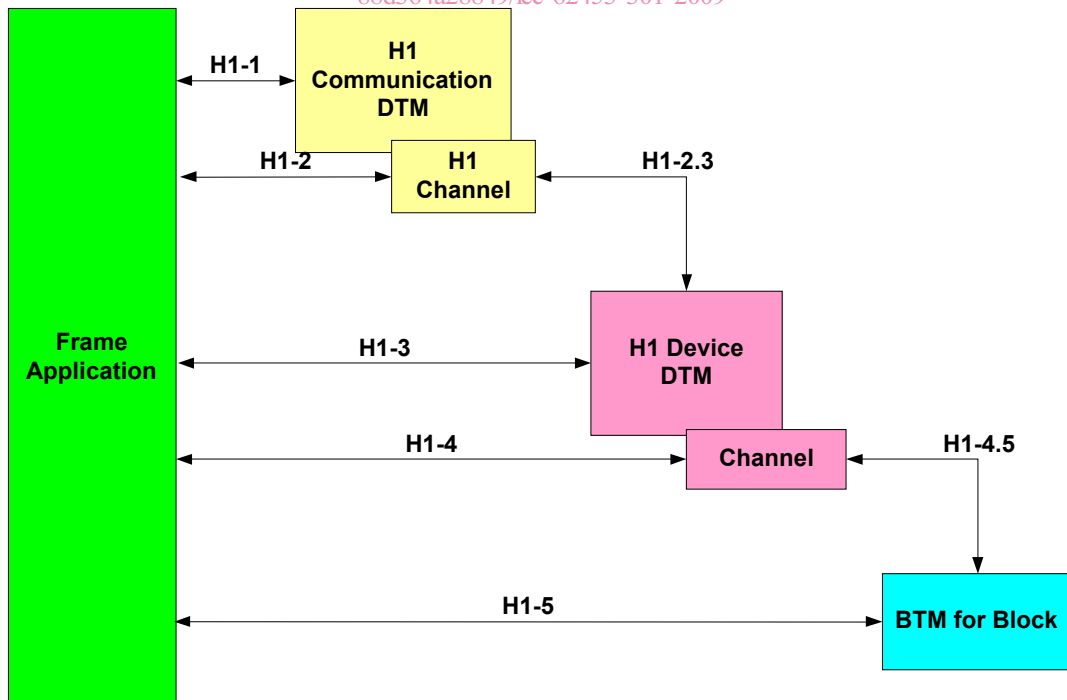 H1
Communication
DTM
H1-1
H1-2
H1
Channel
H1-2.3
Frame
Application
H1-3
H1 Device
DTM
H1-4
Channel
H1-4.5
H1-5
BTM for Block